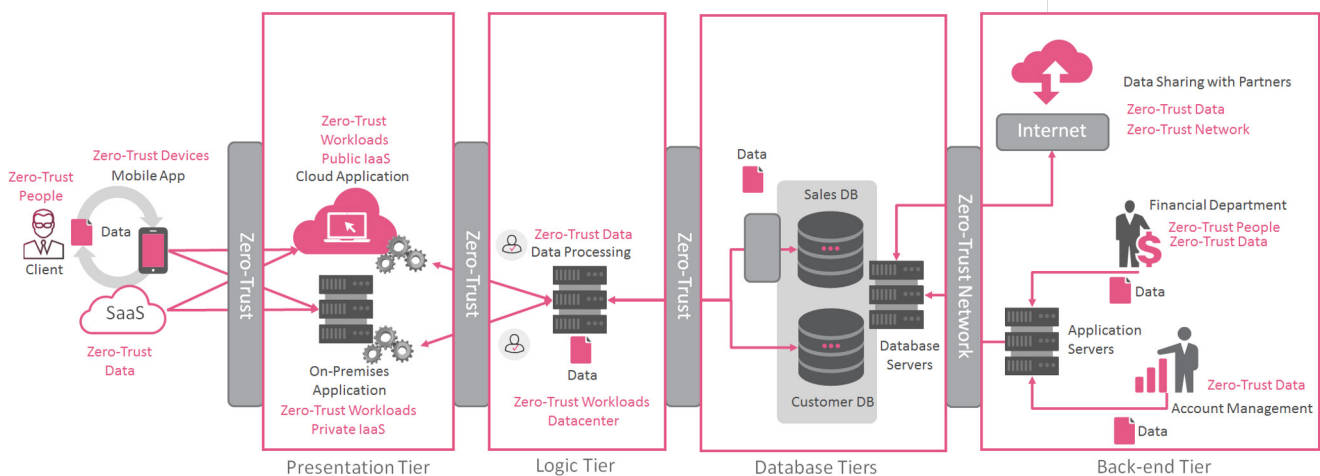 Zero-Trust Devices
Mobile App
Zero-Trust
People
Data
Client
SaaS
Zero-Trust
Data
Zero-Trust
Zero-Trust
Workloads
Public IaaS
Cloud Application
On-Premises
Application
Zero-Trust Workloads
Private IaaS
Presentation Tier
Zero-Trust
Zero-Trust Data
Data Processing
Data
Zero-Trust Workloads
Datacenter
Logic Tier
Zero-Trust
Data
Sales DB
Customer DB
Database
Servers
Database Tiers
Zero-Trust Network
Data Sharing with Partners
Zero-Trust Data
Zero-Trust Network
Internet
Financial Department
Zero-Trust People
Zero-Trust Data
$
Data
Application
Servers
Zero-Trust Data
Account Management
Data
Back-end Tier